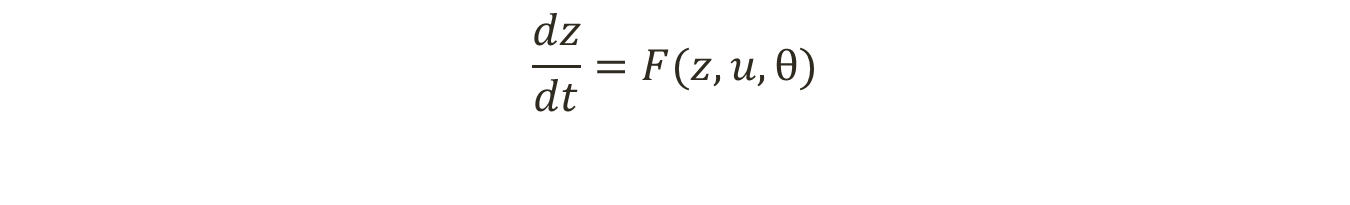 dz/dt = F(z, u, θ)